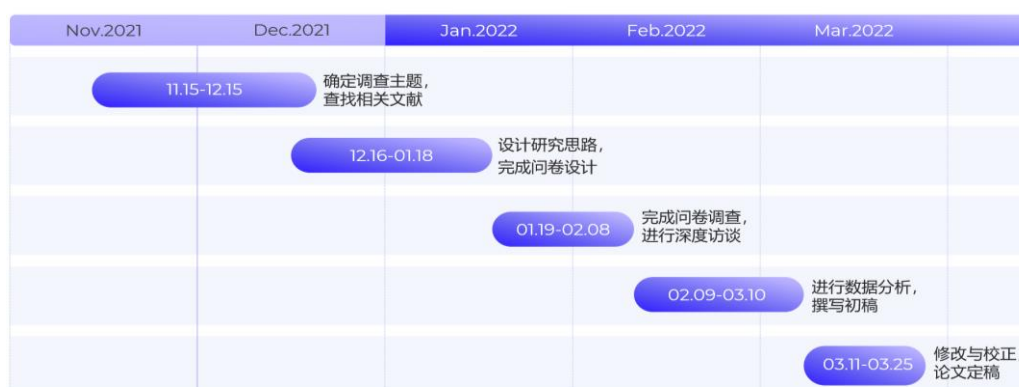 Nov.2021
Dec.2021
Jan.2022
Feb.2022
Mar.2022
11.15-12.15
确定调查主题，
查找相关文献
12.16-01.18
设计研究思路，
完成问卷设计
01.19-02.08
完成问卷调查，
进行深度访谈
02.09-03.10
进行数据分析，
撰写初稿
03.11-03.25
修改与校正
论文定稿